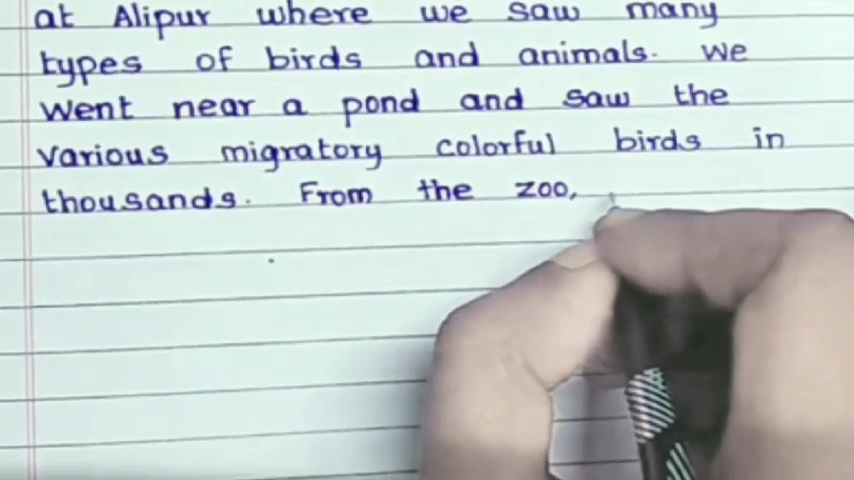 at Alipur where we saw many
types of birds and animals. We
went near a pond and saw the
various migratory colorful birds in
thousands. From the zoo,